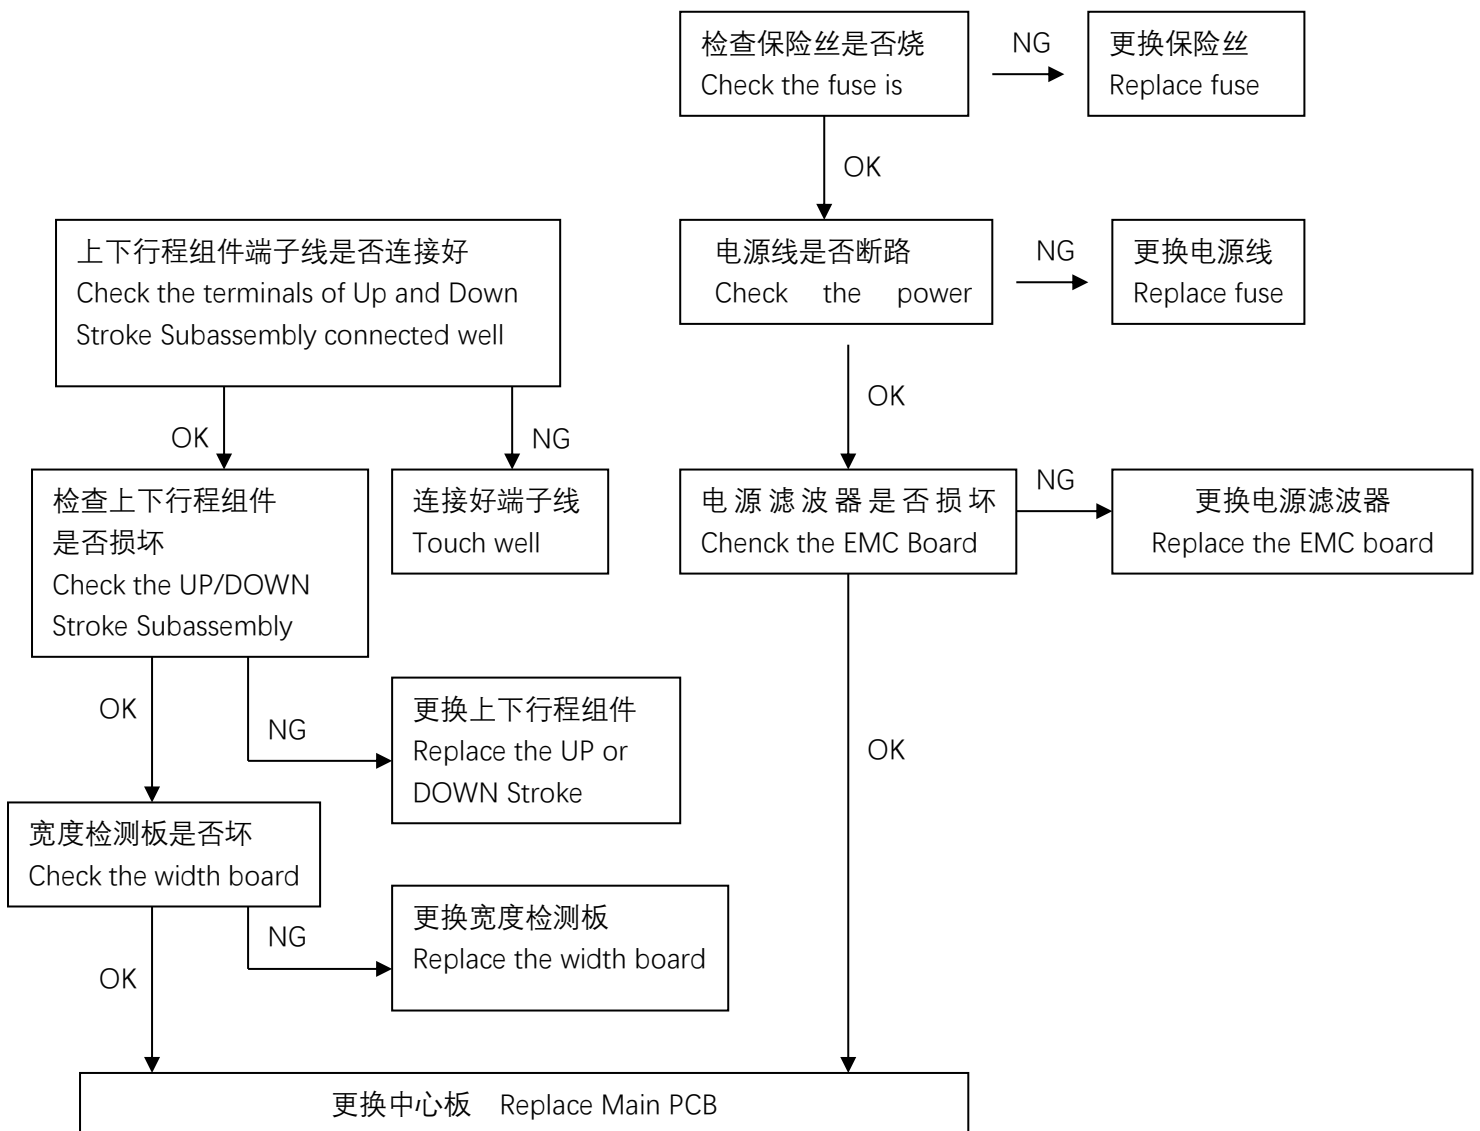 检查保险丝是否烧
Check the fuse is
NG
更换保险丝
Replace fuse
OK
上下行程组件端子线是否连接好
Check the terminals of Up and Down
Stroke Subassembly connected well
电源线是否断路
Check the power
NG
更换电源线
Replace fuse
OK
OK
NG
检查上下行程组件
是否损坏
Check the UP/DOWN
Stroke Subassembly
连接好端子线
Touch well
电源滤波器是否损坏
Chenck the EMC Board
NG
更换电源滤波器
Replace the EMC board
OK
NG
更换上下行程组件
Replace the UP or
DOWN Stroke
OK
宽度检测板是否坏
Check the width board
NG
更换宽度检测板
Replace the width board
OK
更换中心板 Replace Main PCB